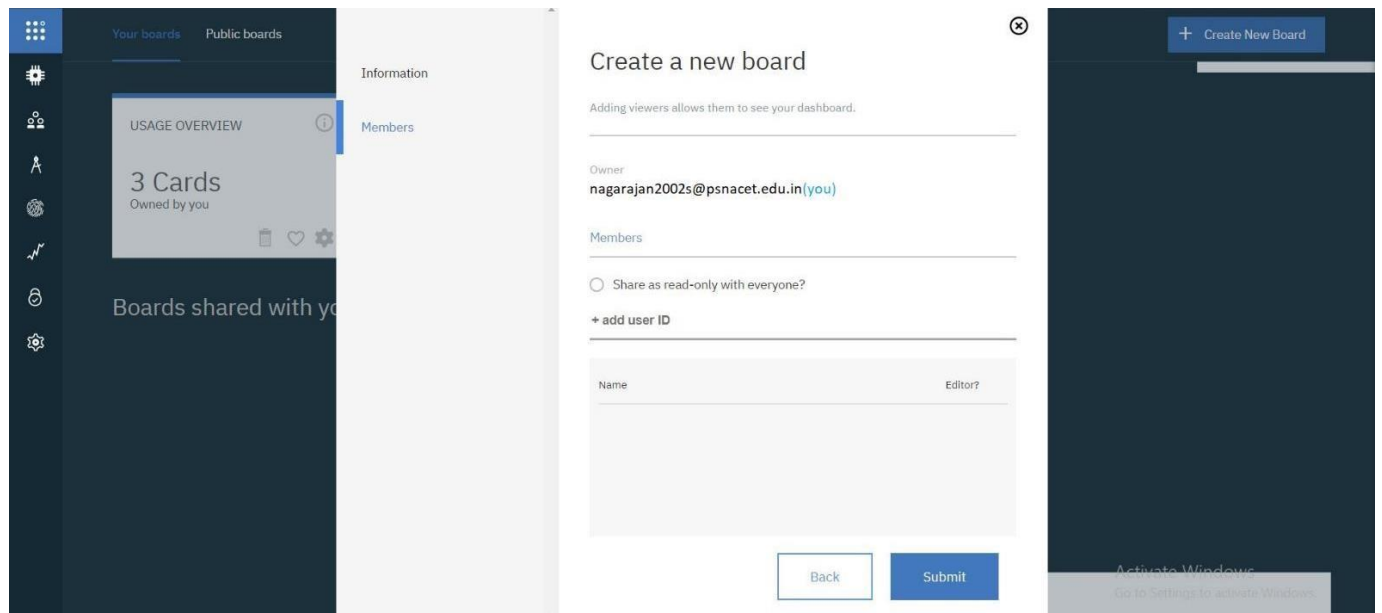 Your boards Public boards
Create New Board
Information
Members
USAGE OVERVIEW
3 Cards
Owned by you
Boards shared with yo
Create a new board
Adding viewers allows them to see your dashboard.
Owner
nagarajan2002s@psnacet.edu.in(you)
Members
Share as read-only with everyone?
+ add user ID
Name Editor?
Back Submit
Activate Windows
Go to Settings to activate Windows.